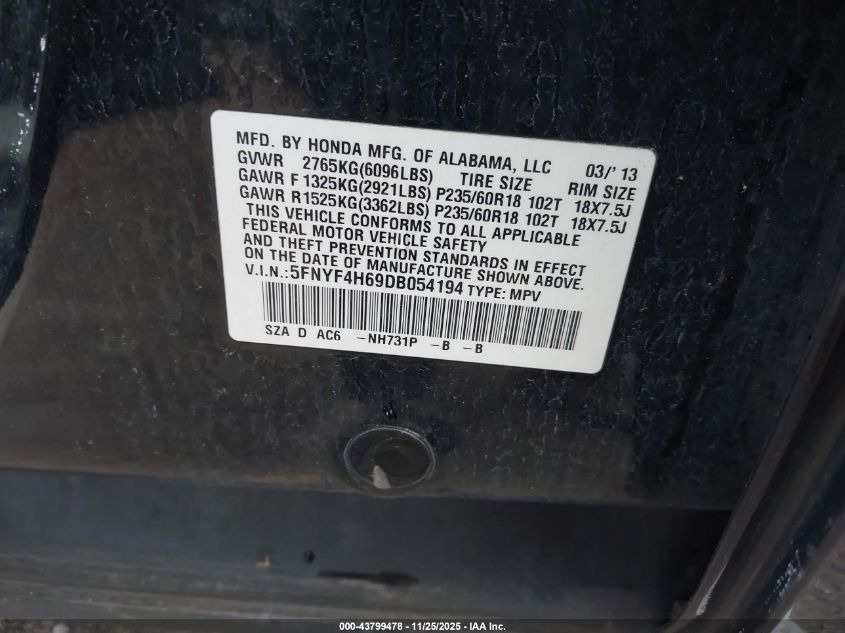 MFD. BY HONDA MFG. OF ALABAMA, LLC 03/'13
GVWR 2765KG(6096LBS) TIRE SIZE RIM SIZE
GAWR F 1325KG(2921LBS) P235/60R18 102T 18X7.5J
GAWR R1525KG(3362LBS) P235/60R18 102T 18X7.5J
THIS VEHICLE CONFORMS TO ALL APPLICABLE
FEDERAL MOTOR VEHICLE SAFETY
AND THEFT PREVENTION STANDARDS IN EFFECT
ON THE DATE OF MANUFACTURE SHOWN ABOVE.
V.I.N.:5FNYF4H69DB054194 TYPE: MPV
SZA D AC6 -NH731P -B -B
000-43799478 | 11/25/2025 | IAA Inc.